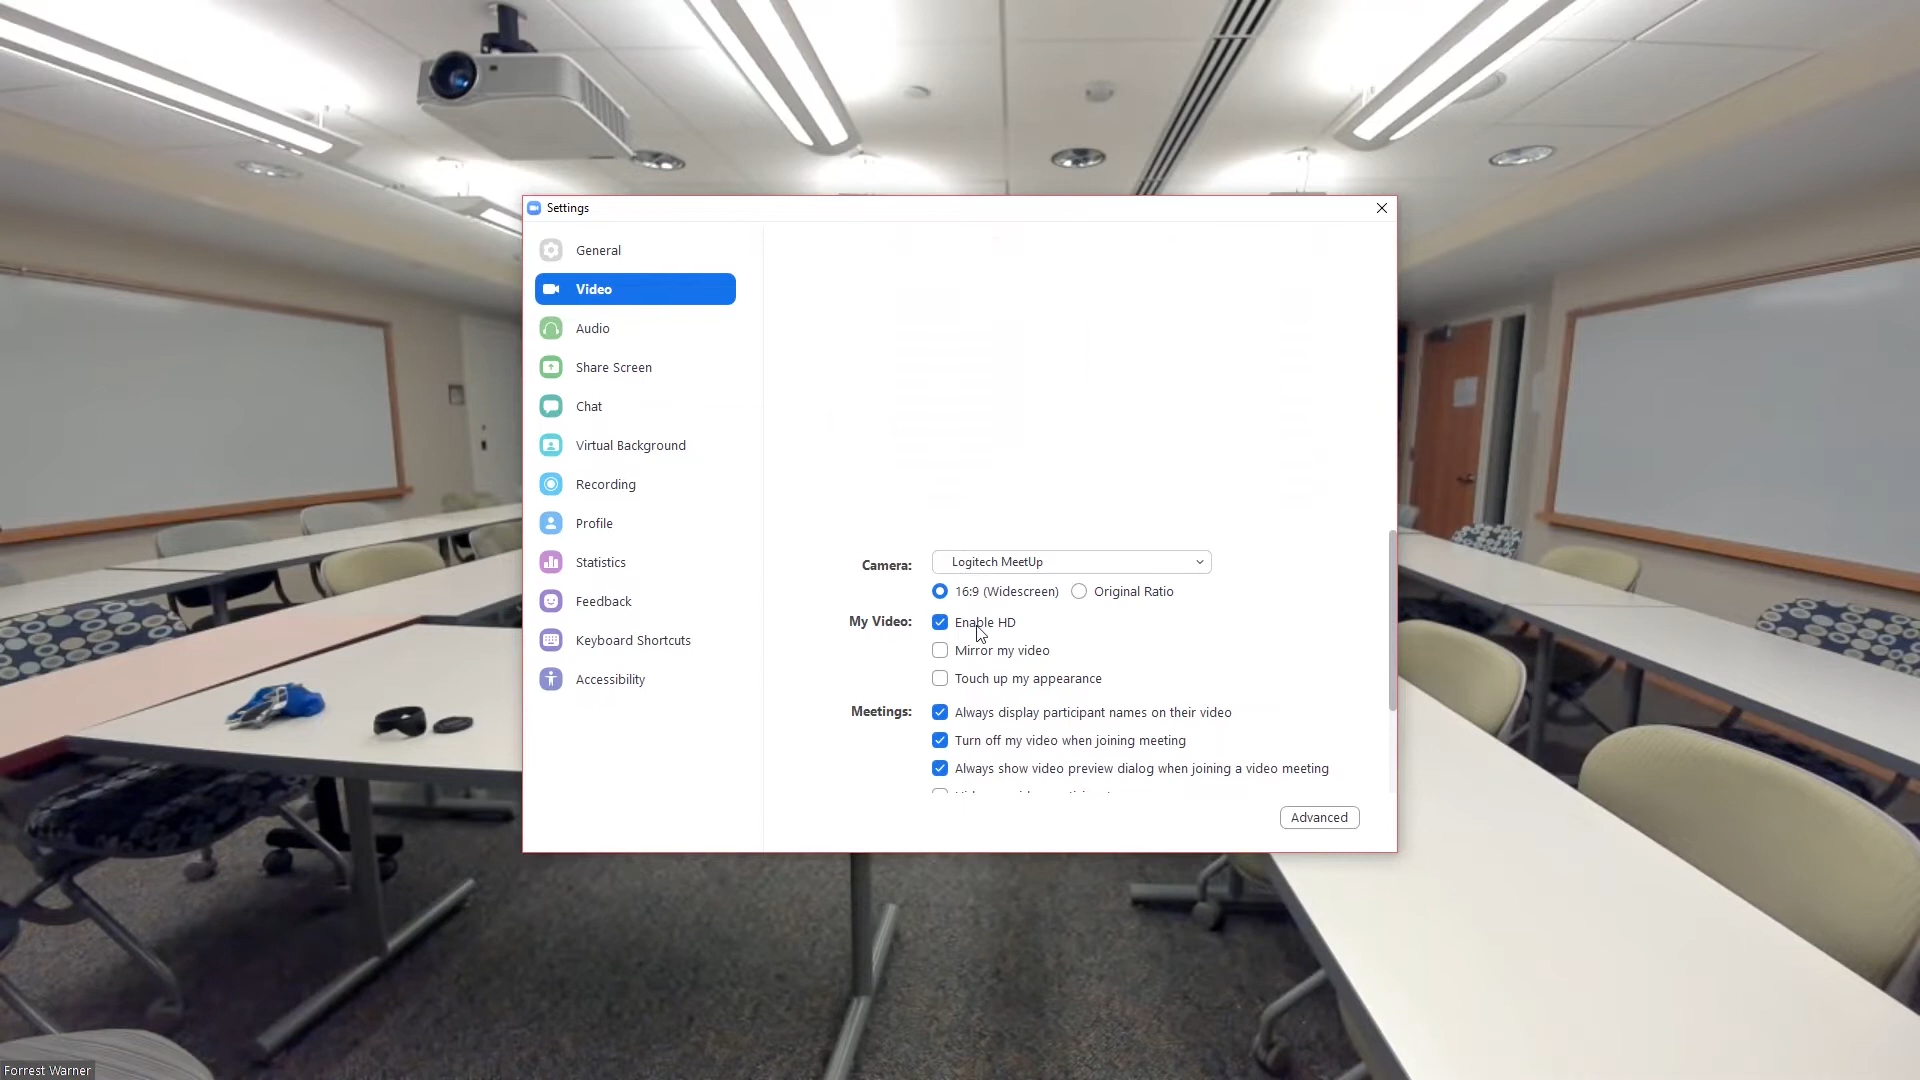 Settings
General
Video
Audio
Share Screen
Chat
Virtual Background
Recording
Profile
Statistics
Feedback
Keyboard Shortcuts
Accessibility
Camera: Logitech MeetUp
16:9 (Widescreen) Original Ratio
My Video: Enable HD
Mirror my video
Touch up my appearance
Meetings: Always display participant names on their video
Turn off my video when joining meeting
Always show video preview dialog when joining a video meeting
Advanced
Forrest Warner